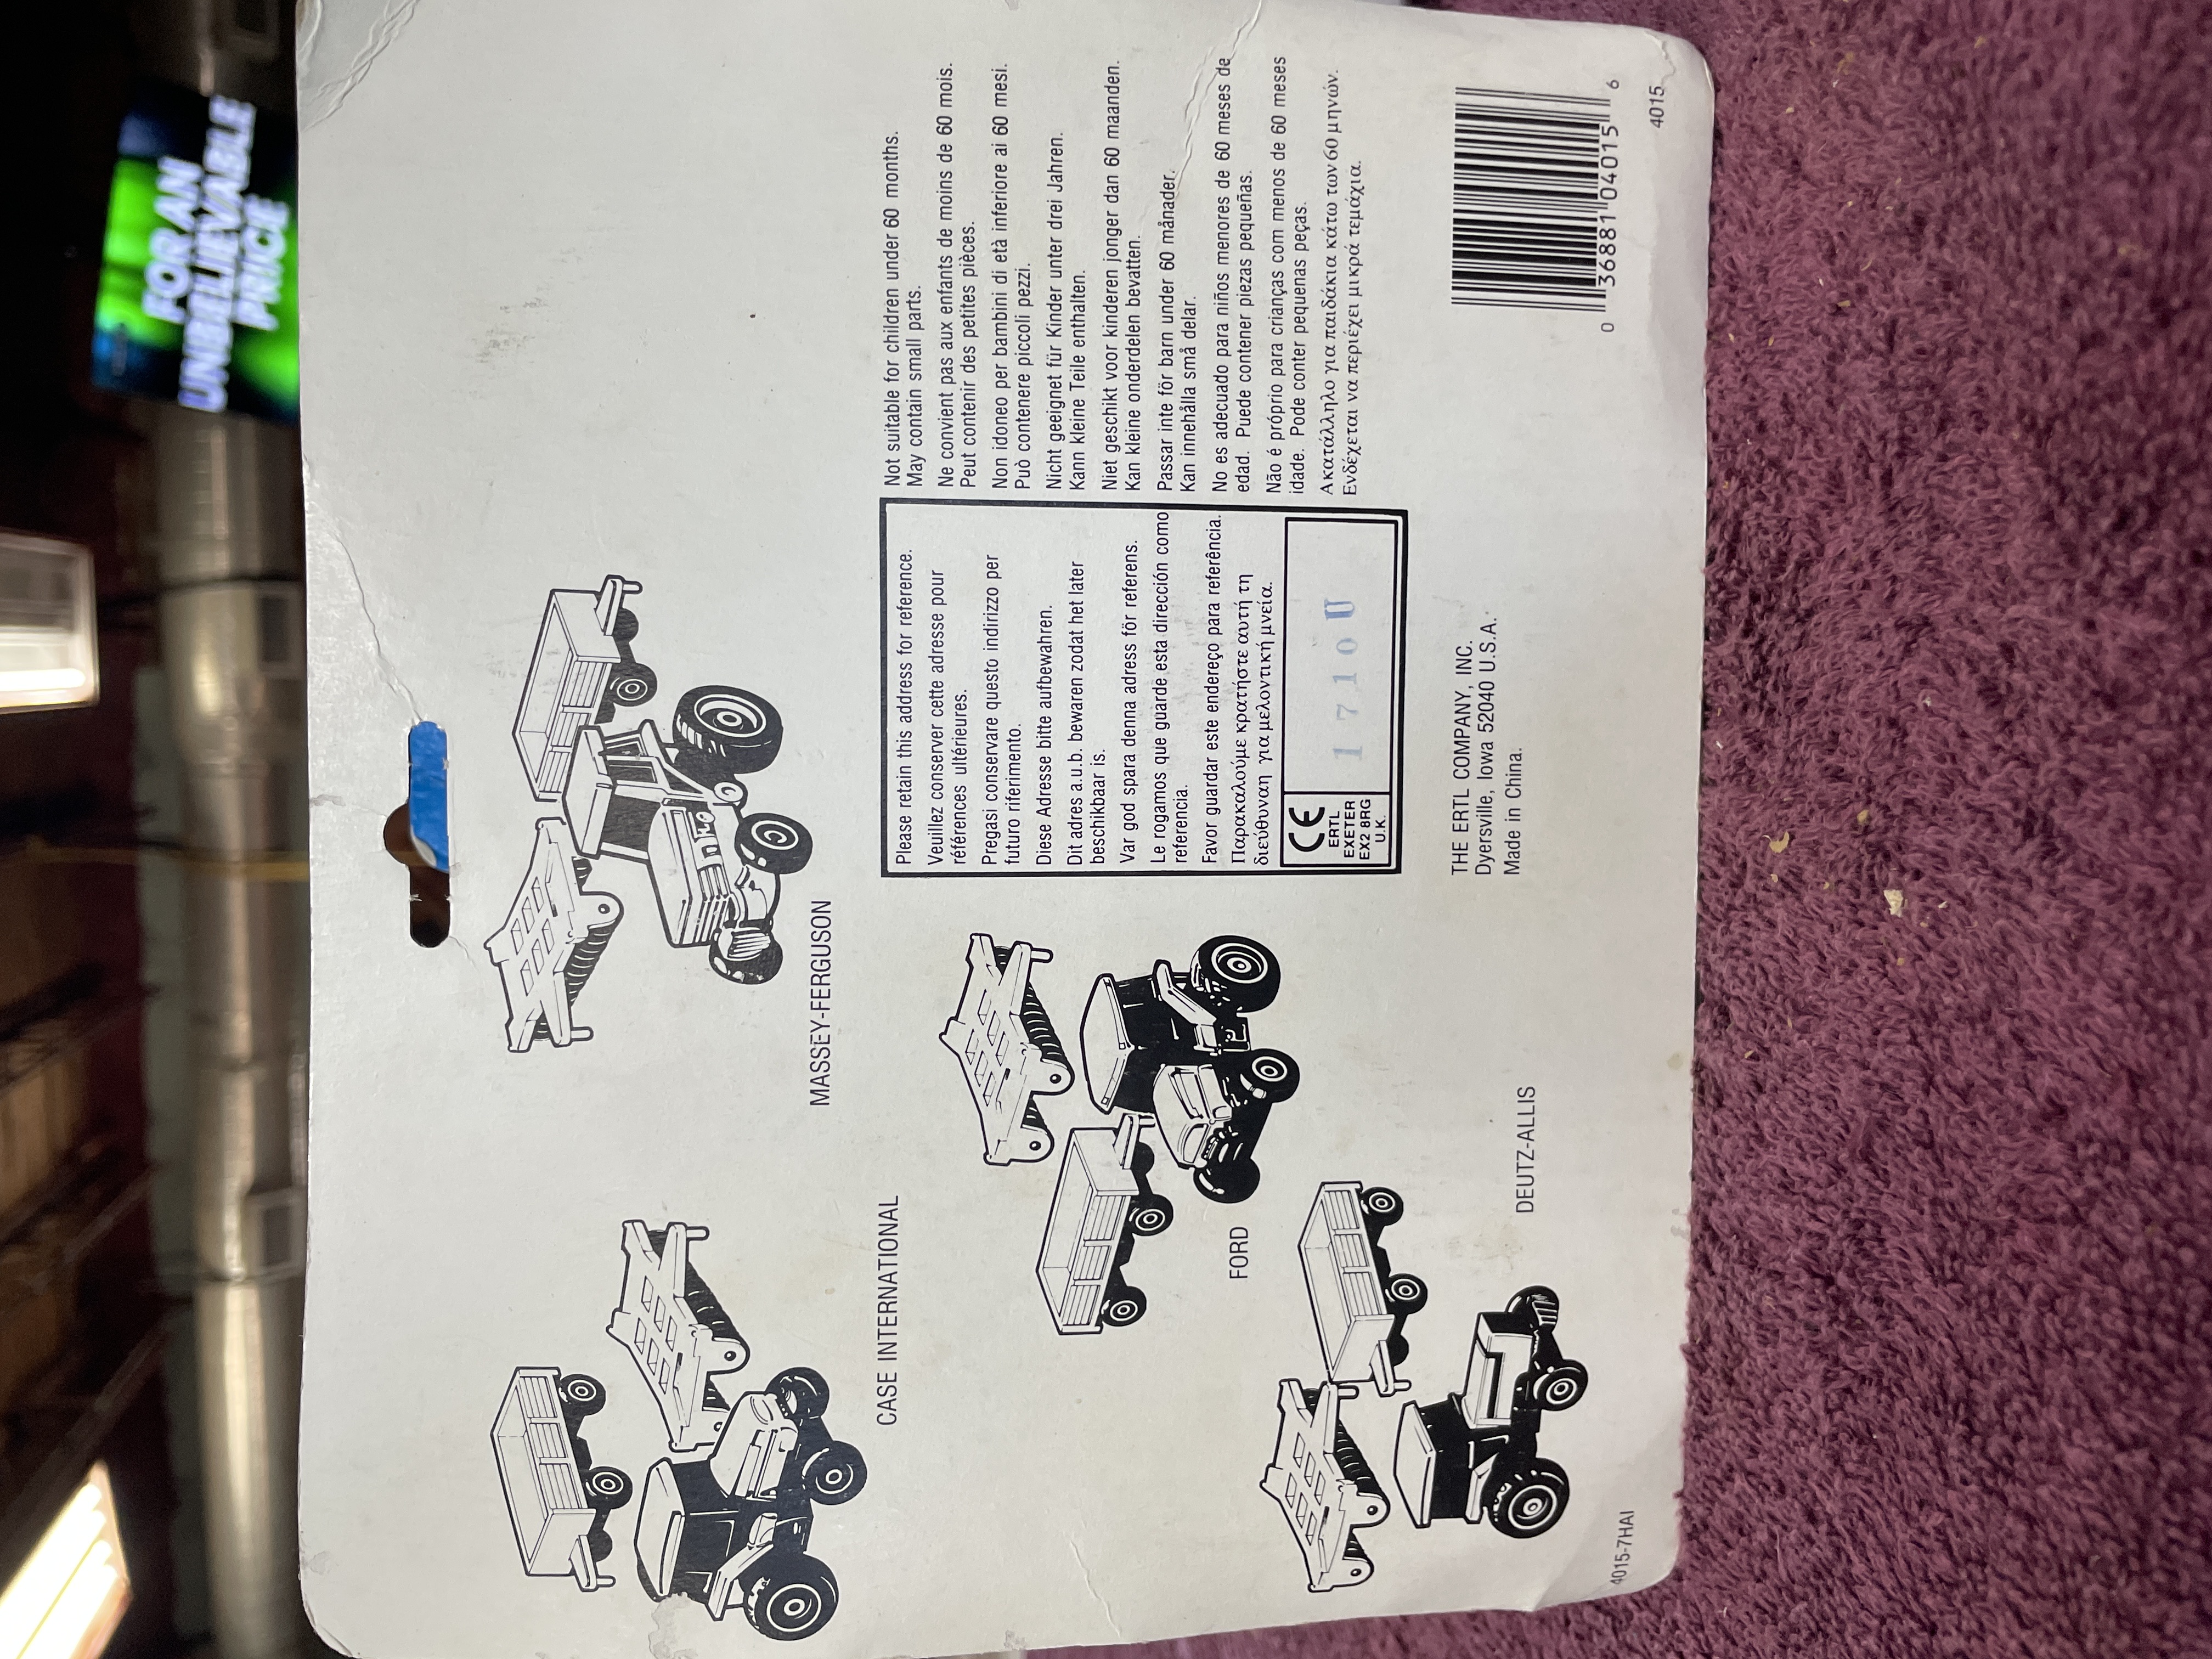 FOR AN
UNBELIEVABLE
PRICE
MASSEY-FERGUSON
CASE INTERNATIONAL
FORD
DEUTZ-ALLIS
4015-7HAI
Please retain this address for reference.
Veuillez conserver cette adresse pour
références ultérieures.
Pregasi conservare questo indirizzo per
futuro riferimento.
Diese Adresse bitte aufbewahren.
Dit adres a.u.b. bewaren zodat het later
beschikbaar is.
Var god spara denna adress för referens.
Le rogamos que guarde esta dirección como
referencia.
Favor guardar este endereço para referência.
Παρακαλούμε κρατήστε αυτή τη
διεύθυναη για μελοντική μνεία.
CE
ERTL
EXETER
EX2 8RG
U.K.
1710U
THE ERTL COMPANY, INC.
Dyersville, Iowa 52040 U.S.A.
Made in China.
Not suitable for children under 60 months.
May contain small parts.
Ne convient pas aux enfants de moins de 60 mois.
Peut contenir des petites pièces.
Non idoneo per bambini di età inferiore ai 60 mesi.
Può contenere piccoli pezzi.
Nicht geeignet für Kinder unter drei Jahren.
Kann kleine Teile enthalten.
Niet geschikt voor kinderen jonger dan 60 maanden.
Kan kleine onderdelen bevatten.
Passar inte för barn under 60 månader.
Kan innehålla små delar.
No es adecuado para niños menores de 60 meses de
edad. Puede contener piezas pequeñas.
Não é próprio para crianças com menos de 60 meses
idade. Pode conter pequenas peças.
Ακατάλληλο για παιδάκια κάτω των 60 μηνών.
Ενδέχεται να περιέχει μικρά τεμάχια.
0 36881 04015 6
4015